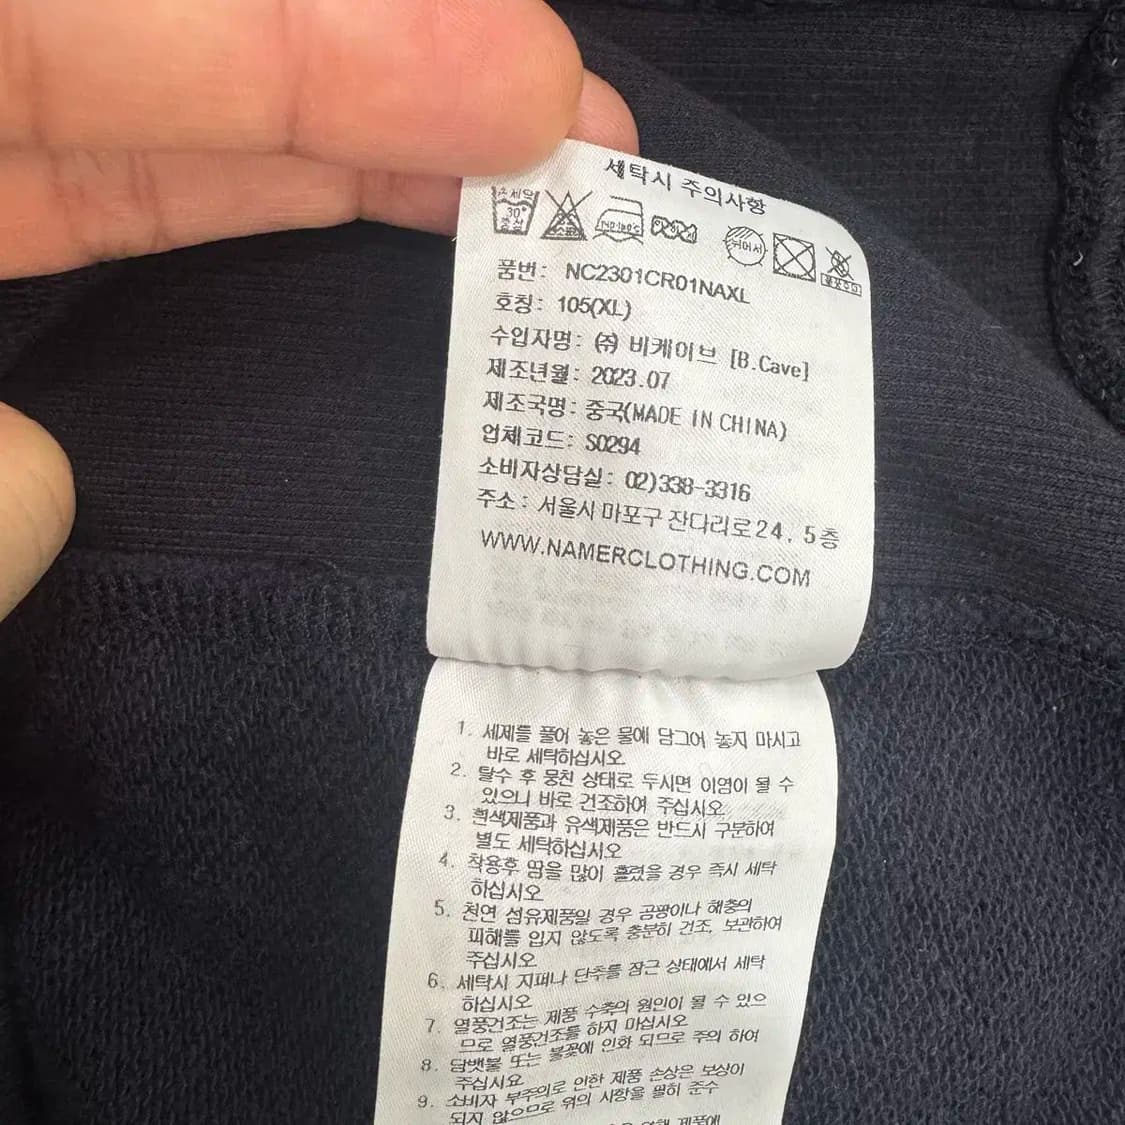 세탁시 주의사항
30°
중성
드라이
품번: NC2301CR01NAXL
호칭: 105(XL)
수입자명: ㈜ 비케이브 [B.Cave]
제조년월: 2023.07
제조국명: 중국(MADE IN CHINA)
업체코드: S0294
소비자상담실: 02)338-3316
주소: 서울시 마포구 잔다리로24. 5층
WWW.NAMERCLOTHING.COM
1. 세제를 풀어 놓은 물에 담그어 놓지 마시고
바로 세탁하십시오.
2. 탈수 후 뭉친 상태로 두시면 이염이 될 수
있으니 바로 건조하여 주십시오
3. 흰색제품과 유색제품은 반드시 구분하여
별도 세탁하십시오
4. 착용후 땀을 많이 흘렸을 경우 즉시 세탁
하십시오
5. 천연 섬유제품일 경우 곰팡이나 해충의
피해를 입지 않도록 충분히 건조, 보관하여
주십시오
6. 세탁시 지퍼나 단추를 잠근 상태에서 세탁
하십시오
7. 열풍건조는 제품 수축의 원인이 될 수 있으
므로 열풍건조를 하지 마십시오
8. 담뱃불 또는 불꽃에 인화 되므로 주의 하여
주십시요
9. 소비자 부주의로 인한 제품 손상은 보상이
되지 않으므로 위의 사항을 필히 준수